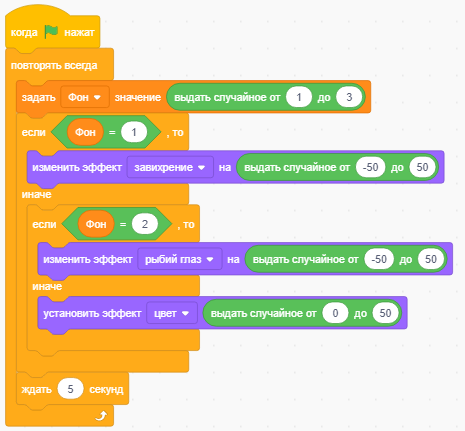 когда нажат
повторять всегда
задать Фон значение выдать случайное от 1 до 3
если Фон = 1 , то
изменить эффект завихрение на выдать случайное от -50 до 50
иначе
если Фон = 2 , то
изменить эффект рыбий глаз на выдать случайное от -50 до 50
иначе
установить эффект цвет выдать случайное от 0 до 50
ждать 5 секунд